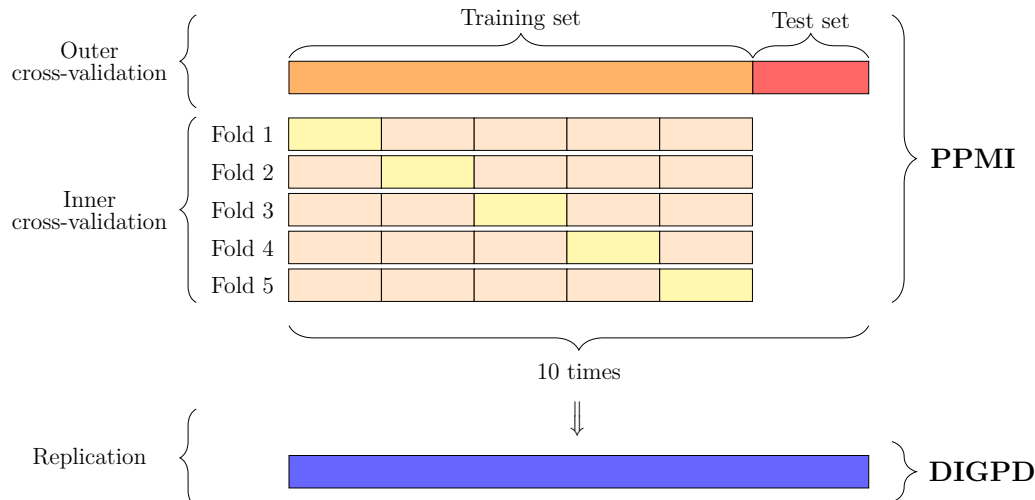 Training set
Test set
Outer
cross-validation
Fold 1
Fold 2
Fold 3
Fold 4
Fold 5
Inner
cross-validation
PPMI
10 times
⇓
Replication
DIGPD